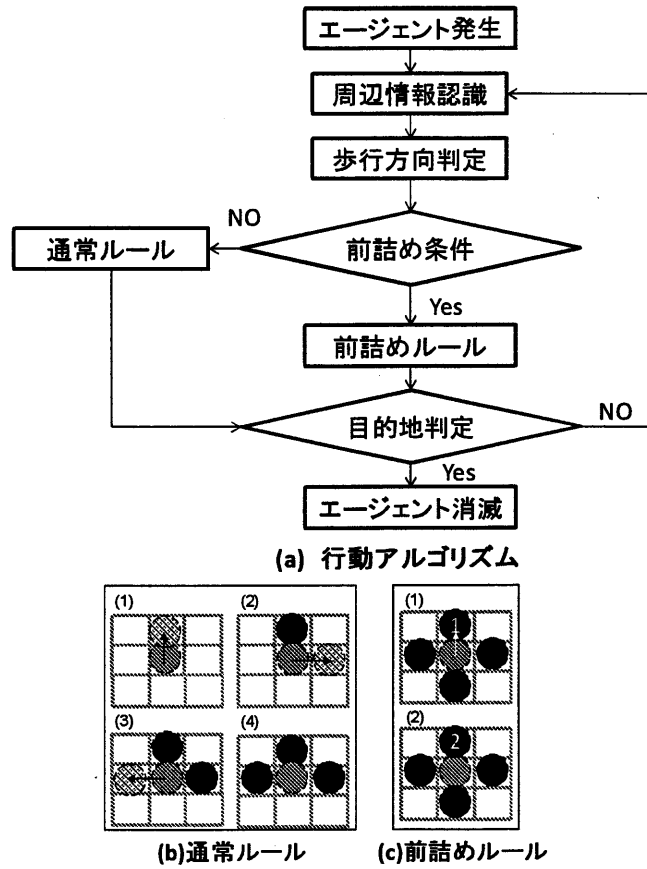 エージェント発生
周辺情報認識
歩行方向判定
NO
通常ルール
前詰め条件
Yes
前詰めルール
目的地判定
NO
Yes
エージェント消滅
(a) 行動アルゴリズム
(1)
(2)
(3)
(4)
(b)通常ルール
(1)
1
(2)
2
(c)前詰めルール